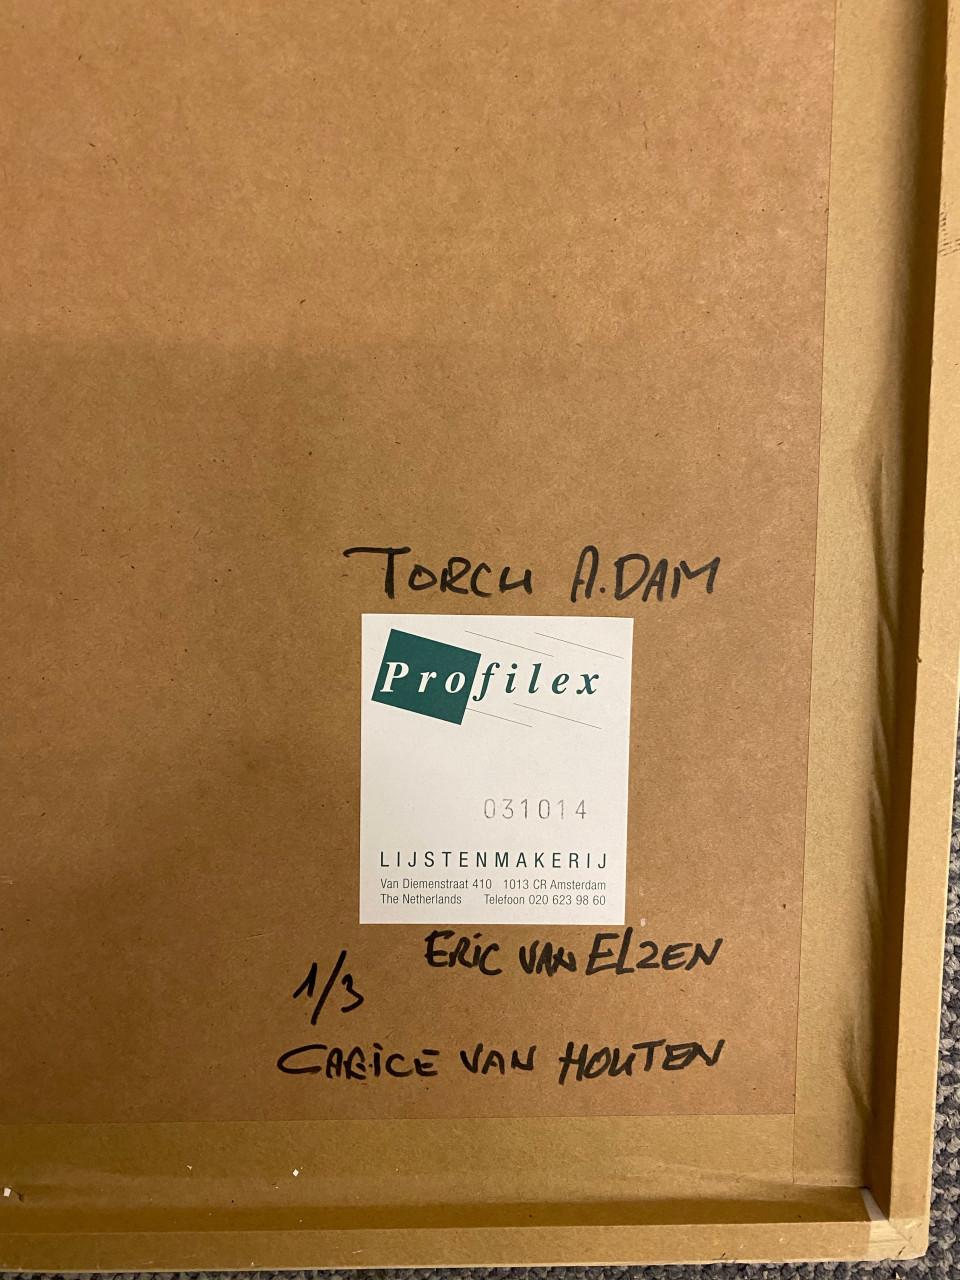 TORCH A.DAM
Profilex
031014
LIJSTENMAKERIJ
Van Diemenstraat 410 1013 CR Amsterdam
The Netherlands Telefoon 020 623 98 60
ERIC VAN ELZEN
1/3
CARICE VAN HOUTEN